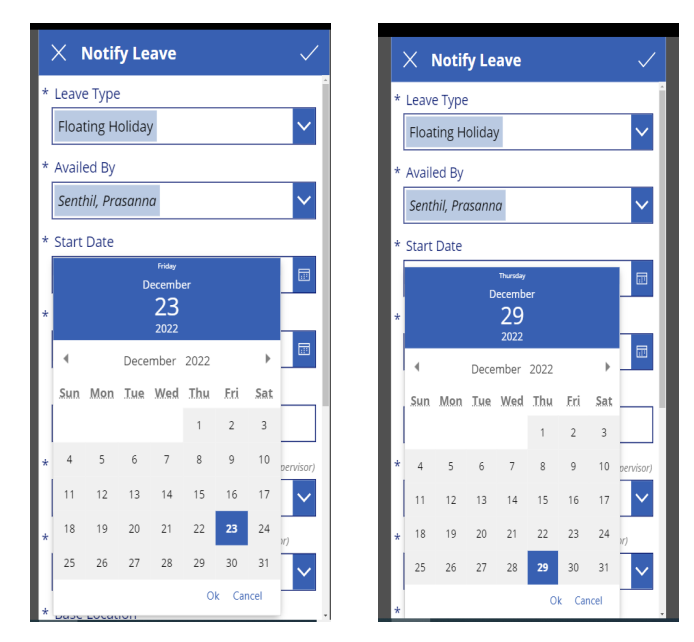 Notify Leave
* Leave Type
Floating Holiday
* Availed By
Senthil, Prasanna
* Start Date
Friday
December
23
2022
*
December 2022
Sun Mon Tue Wed Thu Fri Sat
1 2 3
4 5 6 7 8 9 10
11 12 13 14 15 16 17
18 19 20 21 22 23 24
25 26 27 28 29 30 31
Ok Cancel
*
*
* Base Location
Notify Leave
* Leave Type
Floating Holiday
* Availed By
Senthil, Prasanna
* Start Date
Thursday
December
29
2022
*
December 2022
Sun Mon Tue Wed Thu Fri Sat
1 2 3
4 5 6 7 8 9 10
11 12 13 14 15 16 17
18 19 20 21 22 23 24
25 26 27 28 29 30 31
Ok Cancel
*
*
*